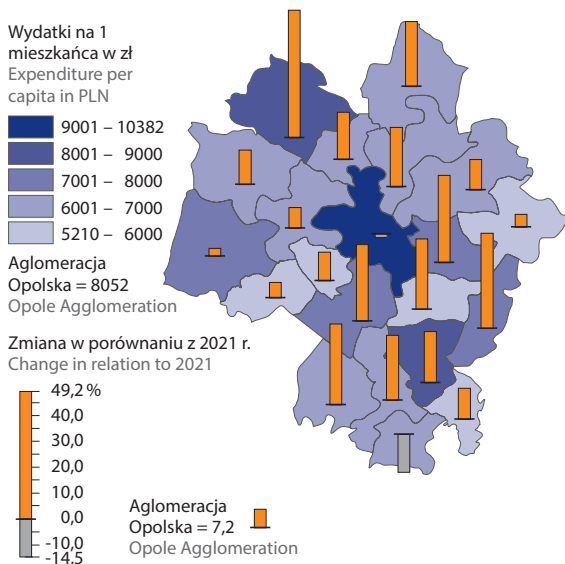 Wydatki na 1
mieszkańca w zł
Expenditure per
capita in PLN
9001 – 10382
8001 – 9000
7001 – 8000
6001 – 7000
5210 – 6000
Aglomeracja
Opolska = 8052
Opole Agglomeration
Zmiana w porównaniu z 2021 r.
Change in relation to 2021
49,2 %
40,0
30,0
20,0
10,0
0,0
-10,0
-14,5
Aglomeracja
Opolska = 7,2
Opole Agglomeration